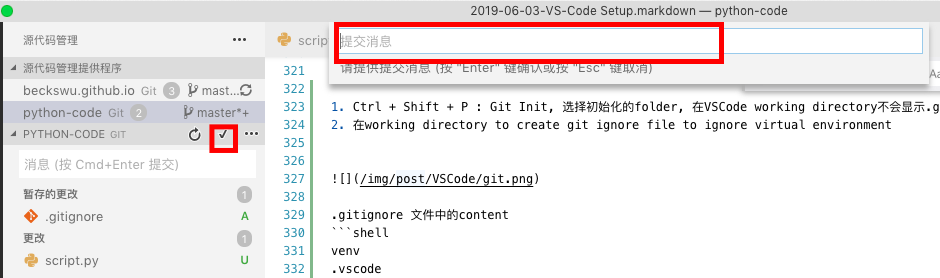 2019-06-03-VS-Code Setup.markdown — python-code
源代码管理
源代码管理提供程序
beckswu.github.io Git 3 mast...
python-code Git 2 master*+
PYTHON-CODE GIT
消息 (按 Cmd+Enter 提交)
暂存的更改 1
.gitignore A
更改 1
script.py U
scrip
提交消息
请提供提交消息 (按 "Enter" 键确认或按 "Esc" 键取消)
Aa
321
322
323 1. Ctrl + Shift + P : Git Init, 选择初始化的folder, 在VSCode working directory不会显示.g
324 2. 在working directory to create git ignore file to ignore virtual environment
325
326
327 ![](/img/post/VSCode/git.png)
328
329 .gitignore 文件中的content
330 ```shell
331 venv
332 .vscode